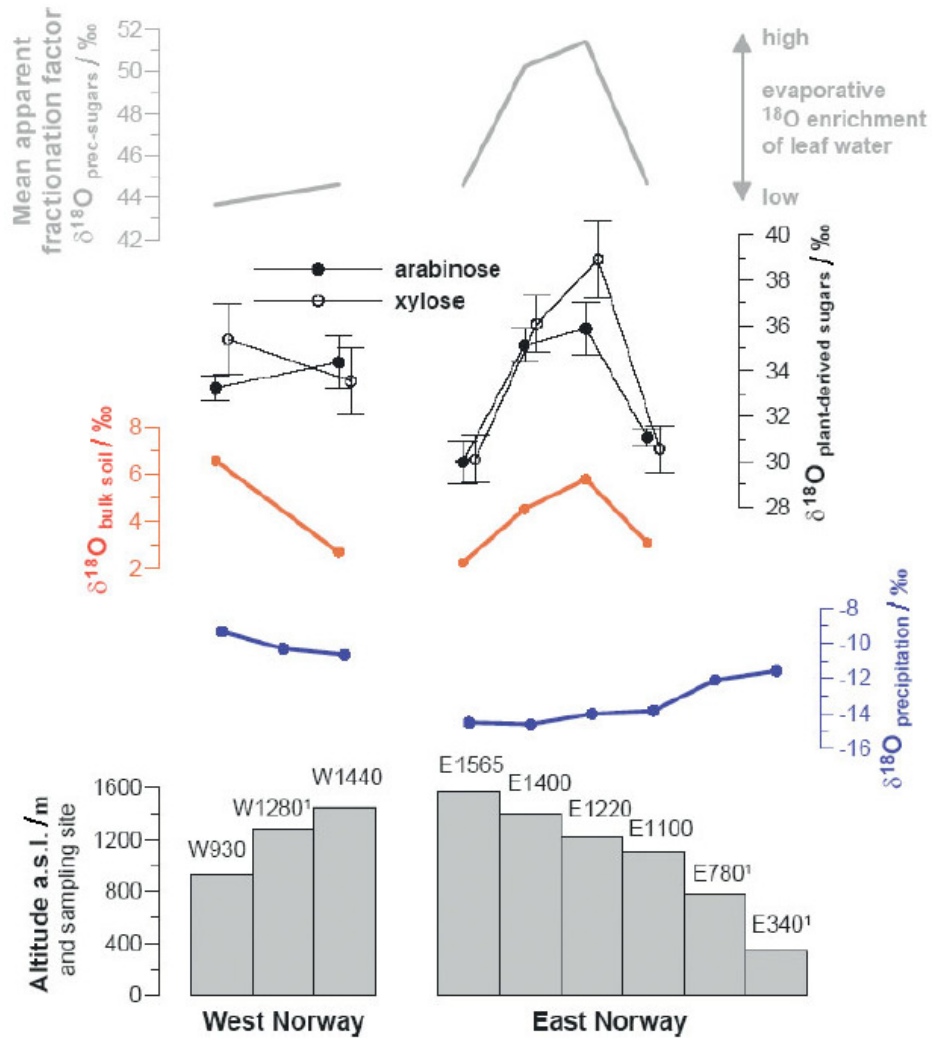 Mean apparent
fractionation factor
δ¹⁸O prec-sugars / ‰
52
50
48
46
44
42
high
evaporative
¹⁸O enrichment
of leaf water
low
arabinose
xylose
40
38
36
34
32
30
28
δ¹⁸O plant-derived sugars / ‰
δ¹⁸O bulk soil / ‰
8
6
4
2
-8
-10
-12
-14
-16
δ¹⁸O precipitation / ‰
Altitude a.s.l. /m
and sampling site
1600
1200
800
400
0
W930
W1280¹
W1440
E1565
E1400
E1220
E1100
E780¹
E340¹
West Norway
East Norway